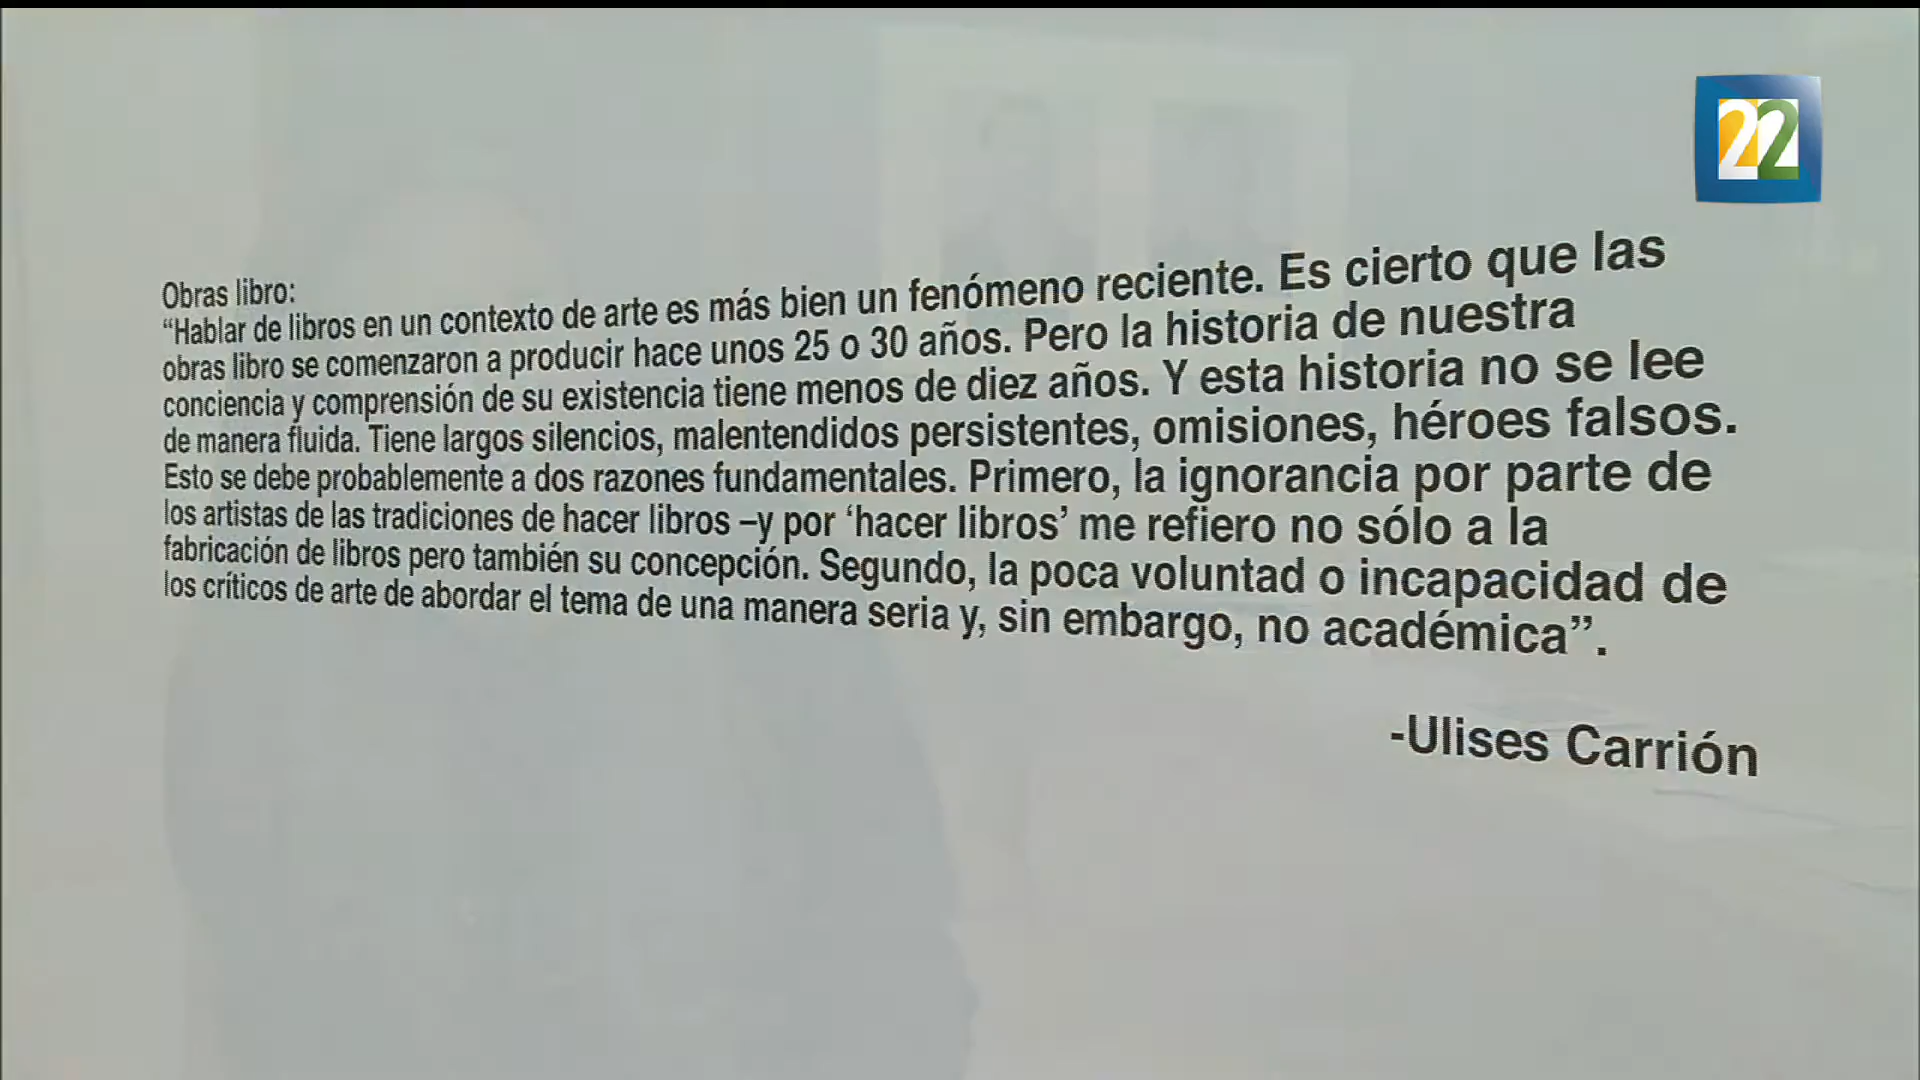 22
Obras libro:
“Hablar de libros en un contexto de arte es más bien un fenómeno reciente. Es cierto que las
obras libro se comenzaron a producir hace unos 25 o 30 años. Pero la historia de nuestra
conciencia y comprensión de su existencia tiene menos de diez años. Y esta historia no se lee
de manera fluida. Tiene largos silencios, malentendidos persistentes, omisiones, héroes falsos.
Esto se debe probablemente a dos razones fundamentales. Primero, la ignorancia por parte de
los artistas de las tradiciones de hacer libros –y por ‘hacer libros’ me refiero no sólo a la
fabricación de libros pero también su concepción. Segundo, la poca voluntad o incapacidad de
los críticos de arte de abordar el tema de una manera seria y, sin embargo, no académica”.
-Ulises Carrión